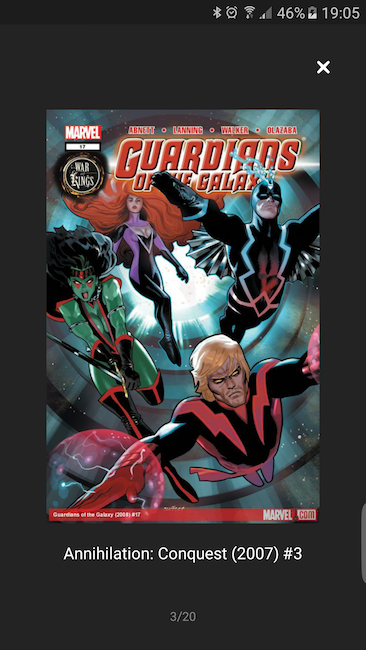 46% 19:05
MARVEL
17
WAR
OF
KINGS
ABNETT • LANNING • WALKER • OLAZABA
GUARDIANS
OF THE GALAXY
Guardians of the Galaxy (2008) #17
MARVEL.com
Annihilation: Conquest (2007) #3
3/20